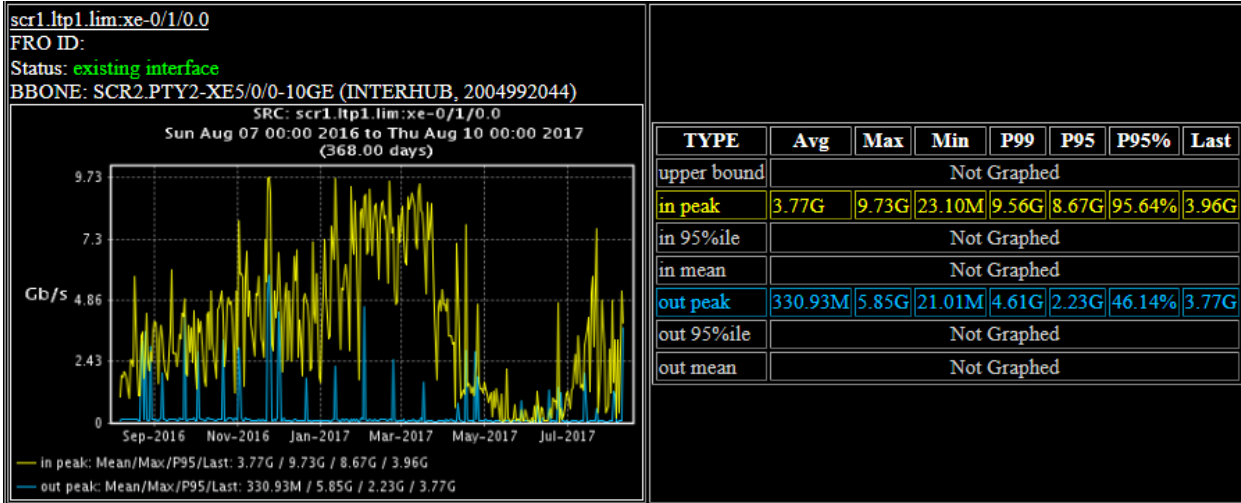 scr1.ltp1.lim:xe-0/1/0.0
FRO ID:
Status: existing interface
BBONE: SCR2.PTY2-XE5/0/0-10GE (INTERHUB, 2004992044)
SRC: scr1.ltp1.lim:xe-0/1/0.0
Sun Aug 07 00:00 2016 to Thu Aug 10 00:00 2017
(368.00 days)
9.73
7.3
Gb/s
4.86
2.43
0
Sep-2016 Nov-2016 Jan-2017 Mar-2017 May-2017 Jul-2017
in peak: Mean/Max/P95/Last: 3.77G / 9.73G / 8.67G / 3.96G
out peak: Mean/Max/P95/Last: 330.93M / 5.85G / 2.23G / 3.77G
TYPE Avg Max Min P99 P95 P95% Last
upper bound Not Graphed
in peak 3.77G 9.73G 23.10M 9.56G 8.67G 95.64% 3.96G
in 95%ile Not Graphed
in mean Not Graphed
out peak 330.93M 5.85G 21.01M 4.61G 2.23G 46.14% 3.77G
out 95%ile Not Graphed
out mean Not Graphed